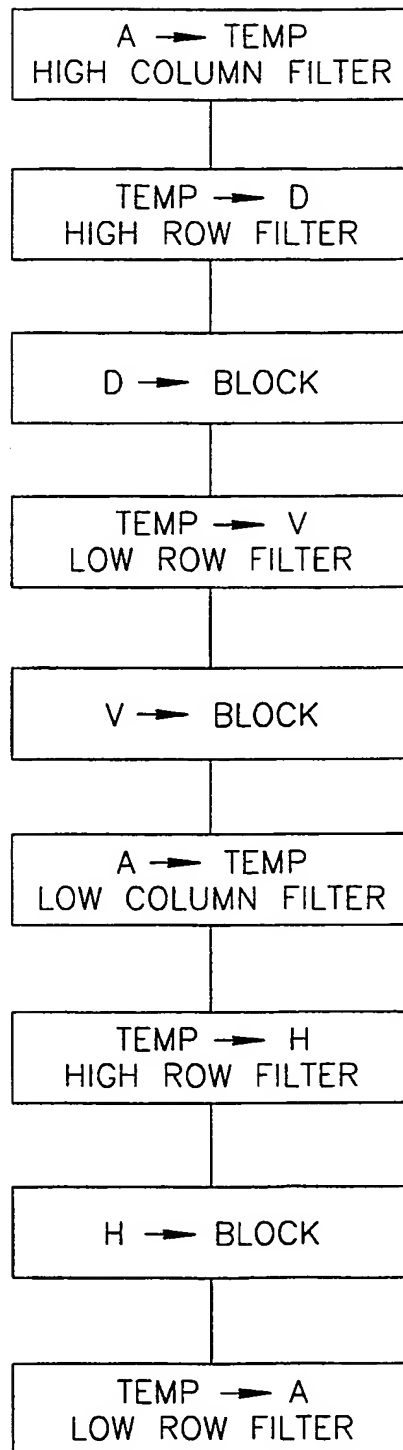 A → TEMP
HIGH COLUMN FILTER
TEMP → D
HIGH ROW FILTER
D → BLOCK
TEMP → V
LOW ROW FILTER
V → BLOCK
A → TEMP
LOW COLUMN FILTER
TEMP → H
HIGH ROW FILTER
H → BLOCK
TEMP → A
LOW ROW FILTER